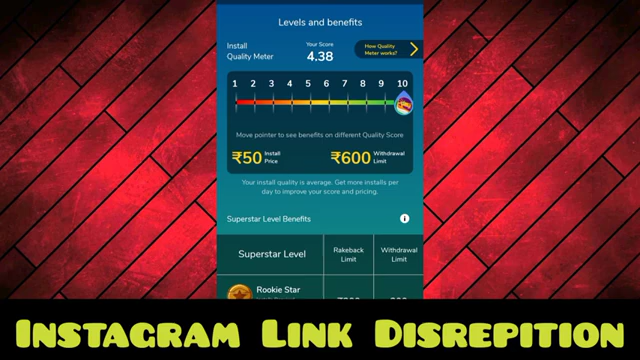 Levels and benefits
Install
Quality Meter
Your Score
4.38
How Quality
Meter works?
1 2 3 4 5 6 7 8 9 10
Move pointer to see benefits on different Quality Score
₹50 Install
Price
₹600 Withdrawal
Limit
Your install quality is average. Get more installs per
day to improve your score and pricing.
Superstar Level Benefits
Superstar Level
Rakeback
Limit
Withdrawal
Limit
Rookie Star
INSTAGRAM LINK DISREPITION